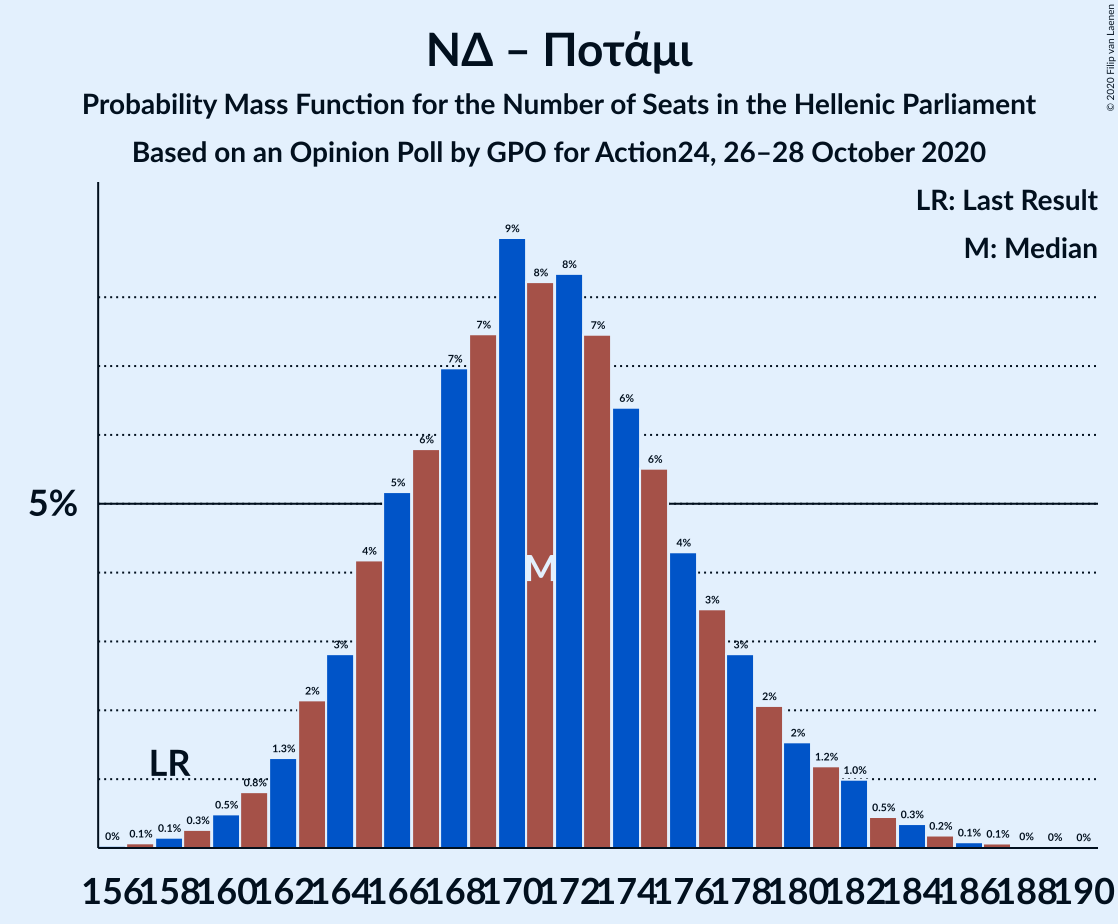 ΝΔ – Ποτάμι
Probability Mass Function for the Number of Seats in the Hellenic Parliament
Based on an Opinion Poll by GPO for Action24, 26–28 October 2020
© 2020 Filip van Laenen
LR: Last Result
M: Median
5%
LR
M
0% 0.1% 0.1% 0.3% 0.5% 0.8% 1.3% 2% 3% 4% 5% 6% 7% 7% 9% 8% 8% 7% 6% 6% 4% 3% 3% 2% 2% 1.2% 1.0% 0.5% 0.3% 0.2% 0.1% 0.1% 0% 0% 0%
156 158 160 162 164 166 168 170 172 174 176 178 180 182 184 186 188 190